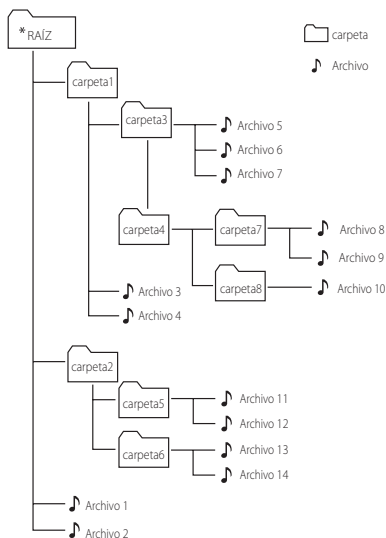 *RAÍZ
carpeta
Archivo
carpeta1
carpeta3
Archivo 5
Archivo 6
Archivo 7
carpeta4
carpeta7
Archivo 8
Archivo 9
carpeta8
Archivo 10
Archivo 3
Archivo 4
carpeta2
carpeta5
Archivo 11
Archivo 12
carpeta6
Archivo 13
Archivo 14
Archivo 1
Archivo 2